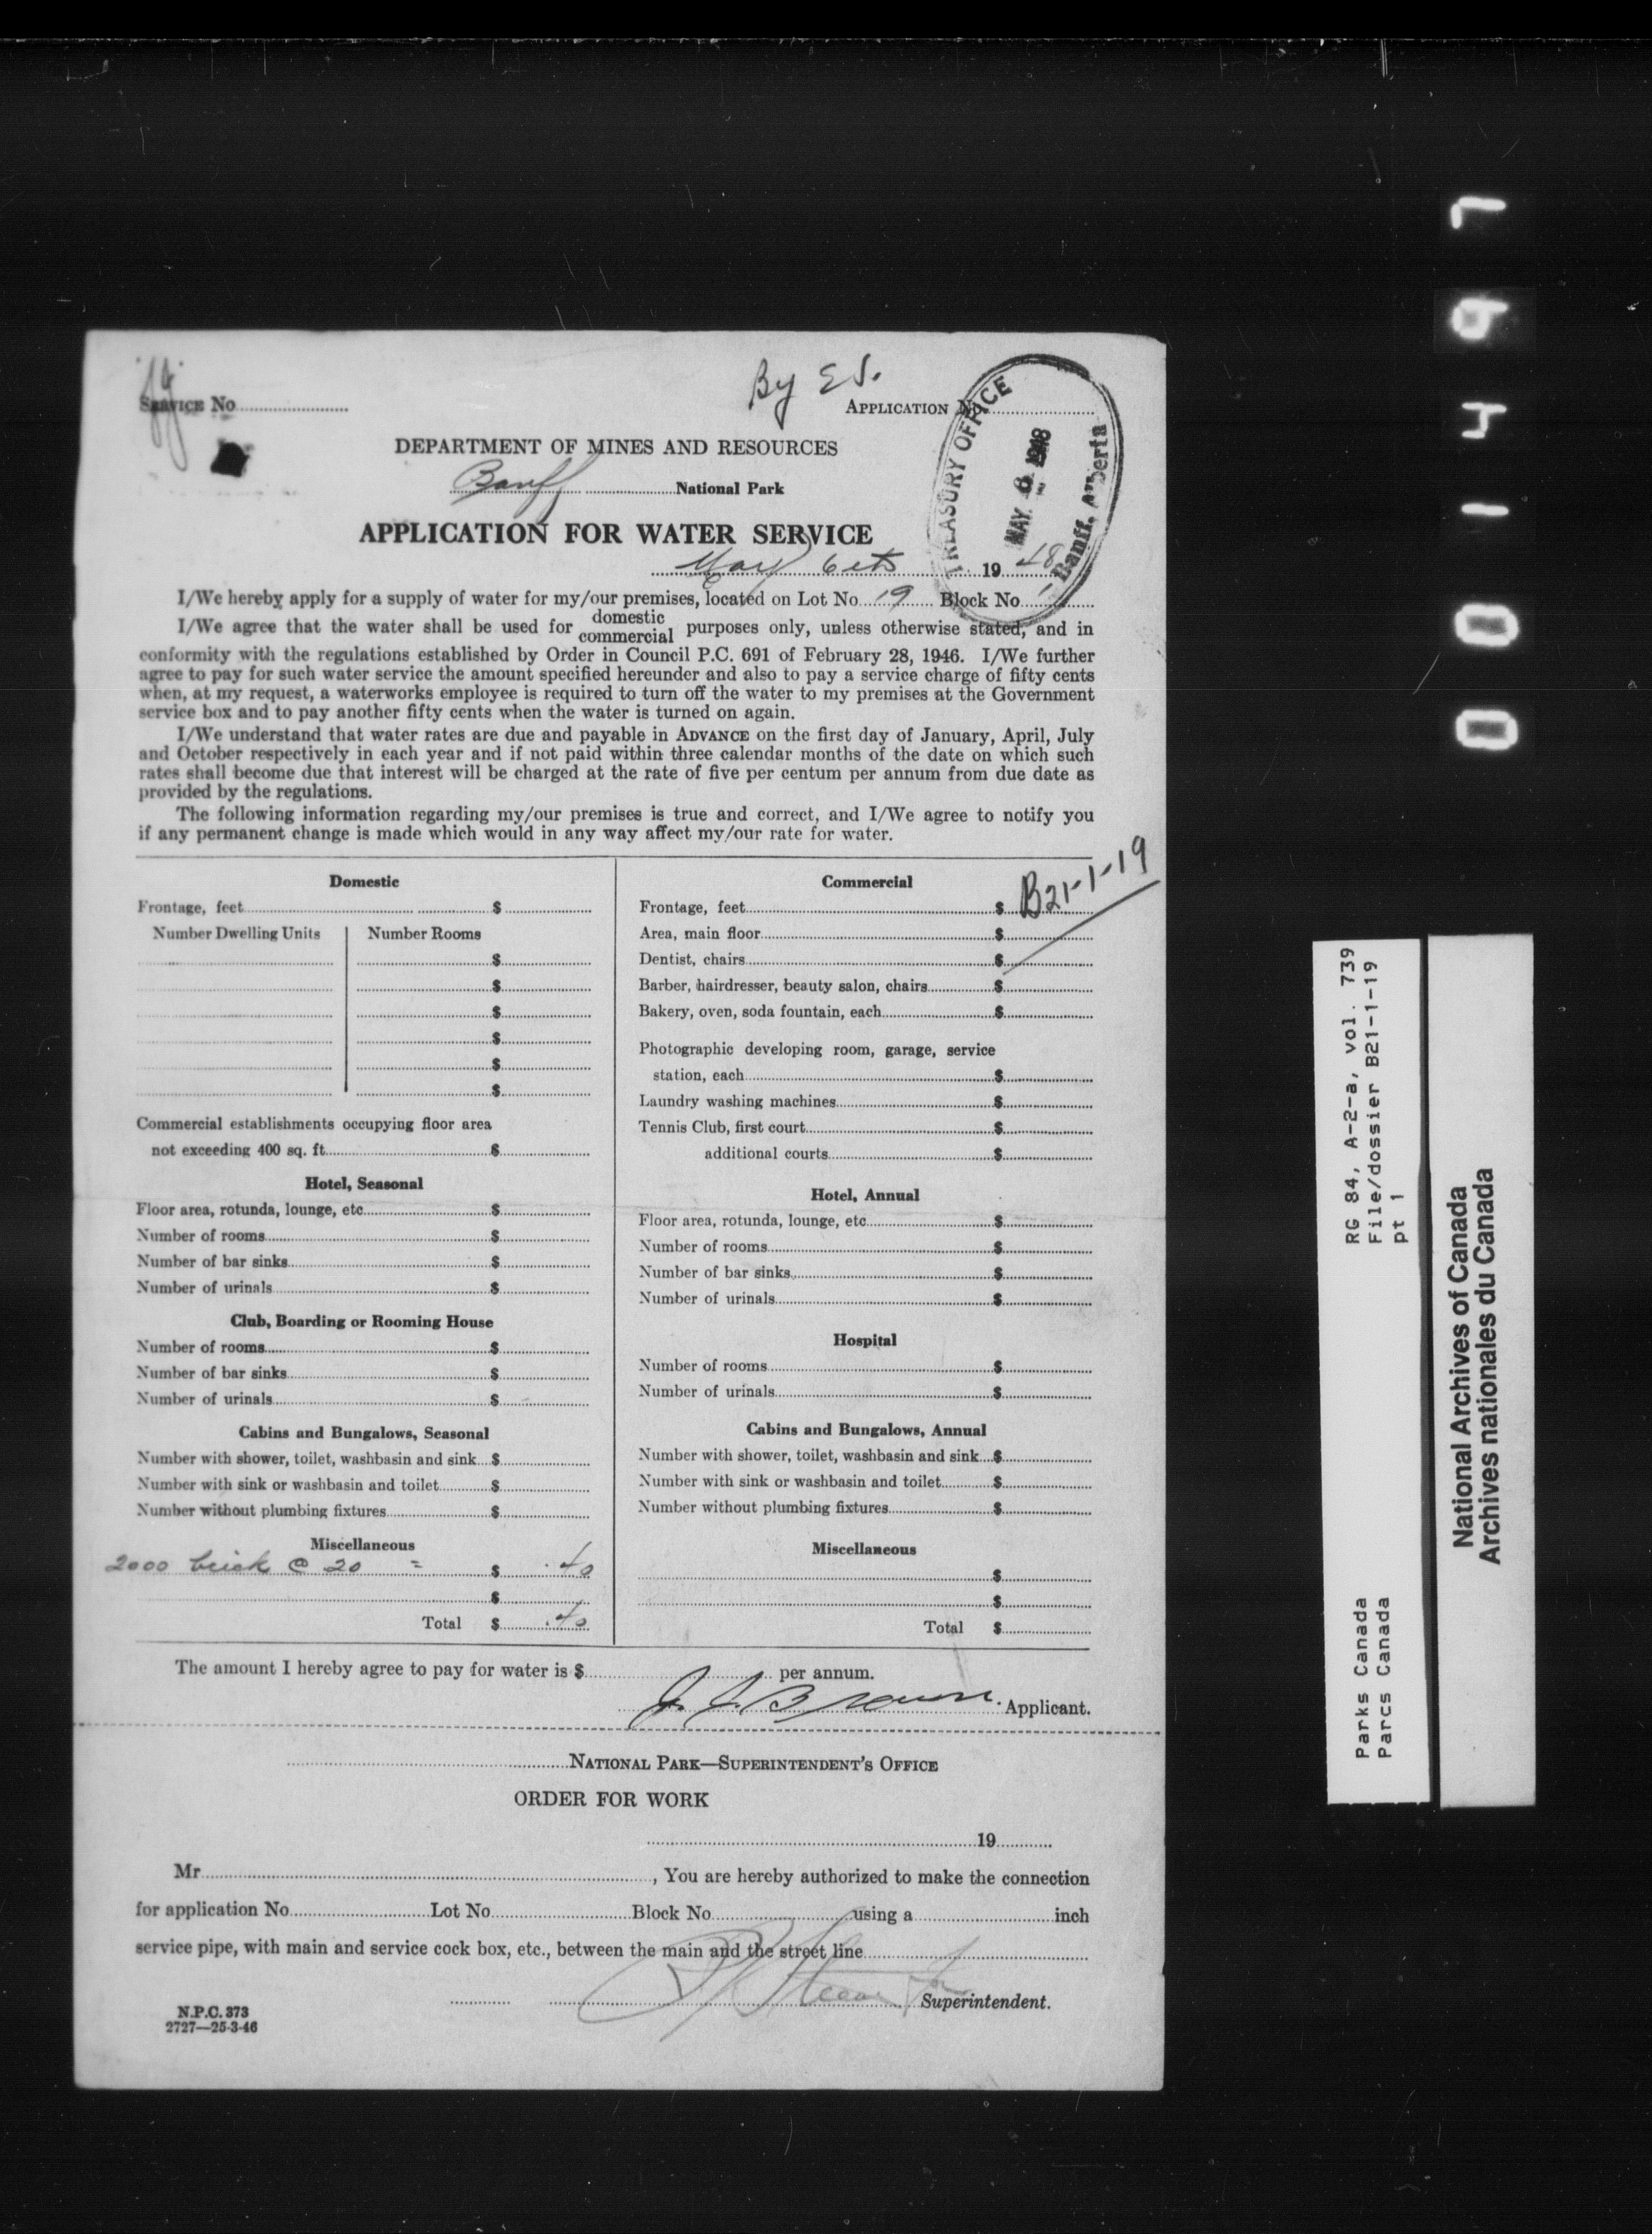 By ES.
SERVICE No
APPLICATION No
DEPARTMENT OF MINES AND RESOURCES
Banff National Park
TREASURY OFFICE
MAY 8 1948
Banff, Alberta
APPLICATION FOR WATER SERVICE
May 6th 19 48
I/We hereby apply for a supply of water for my/our premises, located on Lot No 19 Block No 1
I/We agree that the water shall be used for domestic commercial purposes only, unless otherwise stated, and in
conformity with the regulations established by Order in Council P.C. 691 of February 28, 1946. I/We further
agree to pay for such water service the amount specified hereunder and also to pay a service charge of fifty cents
when, at my request, a waterworks employee is required to turn off the water to my premises at the Government
service box and to pay another fifty cents when the water is turned on again.
I/We understand that water rates are due and payable in ADVANCE on the first day of January, April, July
and October respectively in each year and if not paid within three calendar months of the date on which such
rates shall become due that interest will be charged at the rate of five per centum per annum from due date as
provided by the regulations.
The following information regarding my/our premises is true and correct, and I/We agree to notify you
if any permanent change is made which would in any way affect my/our rate for water.
Domestic
Frontage, feet $
Number Dwelling Units Number Rooms
$
$
$
$
$
$
Commercial establishments occupying floor area
not exceeding 400 sq. ft. $
Hotel, Seasonal
Floor area, rotunda, lounge, etc. $
Number of rooms $
Number of bar sinks $
Number of urinals $
Club, Boarding or Rooming House
Number of rooms $
Number of bar sinks $
Number of urinals $
Cabins and Bungalows, Seasonal
Number with shower, toilet, washbasin and sink $
Number with sink or washbasin and toilet $
Number without plumbing fixtures $
Miscellaneous
2000 brick @ 20 = $ .40
$
Total $ .40
Commercial
B21-1-19
Frontage, feet $
Area, main floor $
Dentist, chairs $
Barber, hairdresser, beauty salon, chairs $
Bakery, oven, soda fountain, each $
Photographic developing room, garage, service
station, each $
Laundry washing machines $
Tennis Club, first court $
additional courts $
Hotel, Annual
Floor area, rotunda, lounge, etc. $
Number of rooms $
Number of bar sinks $
Number of urinals $
Hospital
Number of rooms $
Number of urinals $
Cabins and Bungalows, Annual
Number with shower, toilet, washbasin and sink $
Number with sink or washbasin and toilet $
Number without plumbing fixtures $
Miscellaneous
$
$
Total $
The amount I hereby agree to pay for water is $ per annum.
J. J. Brown. Applicant.
NATIONAL PARK—SUPERINTENDENT'S OFFICE
ORDER FOR WORK
19
Mr , You are hereby authorized to make the connection
for application No Lot No Block No using a inch
service pipe, with main and service cock box, etc., between the main and the street line
Superintendent.
N.P.C. 373
2727—25-3-46
RG 84, A-2-a, vol. 739
File/dossier B21-1-19
pt 1
Parks Canada
Parcs Canada
National Archives of Canada
Archives nationales du Canada